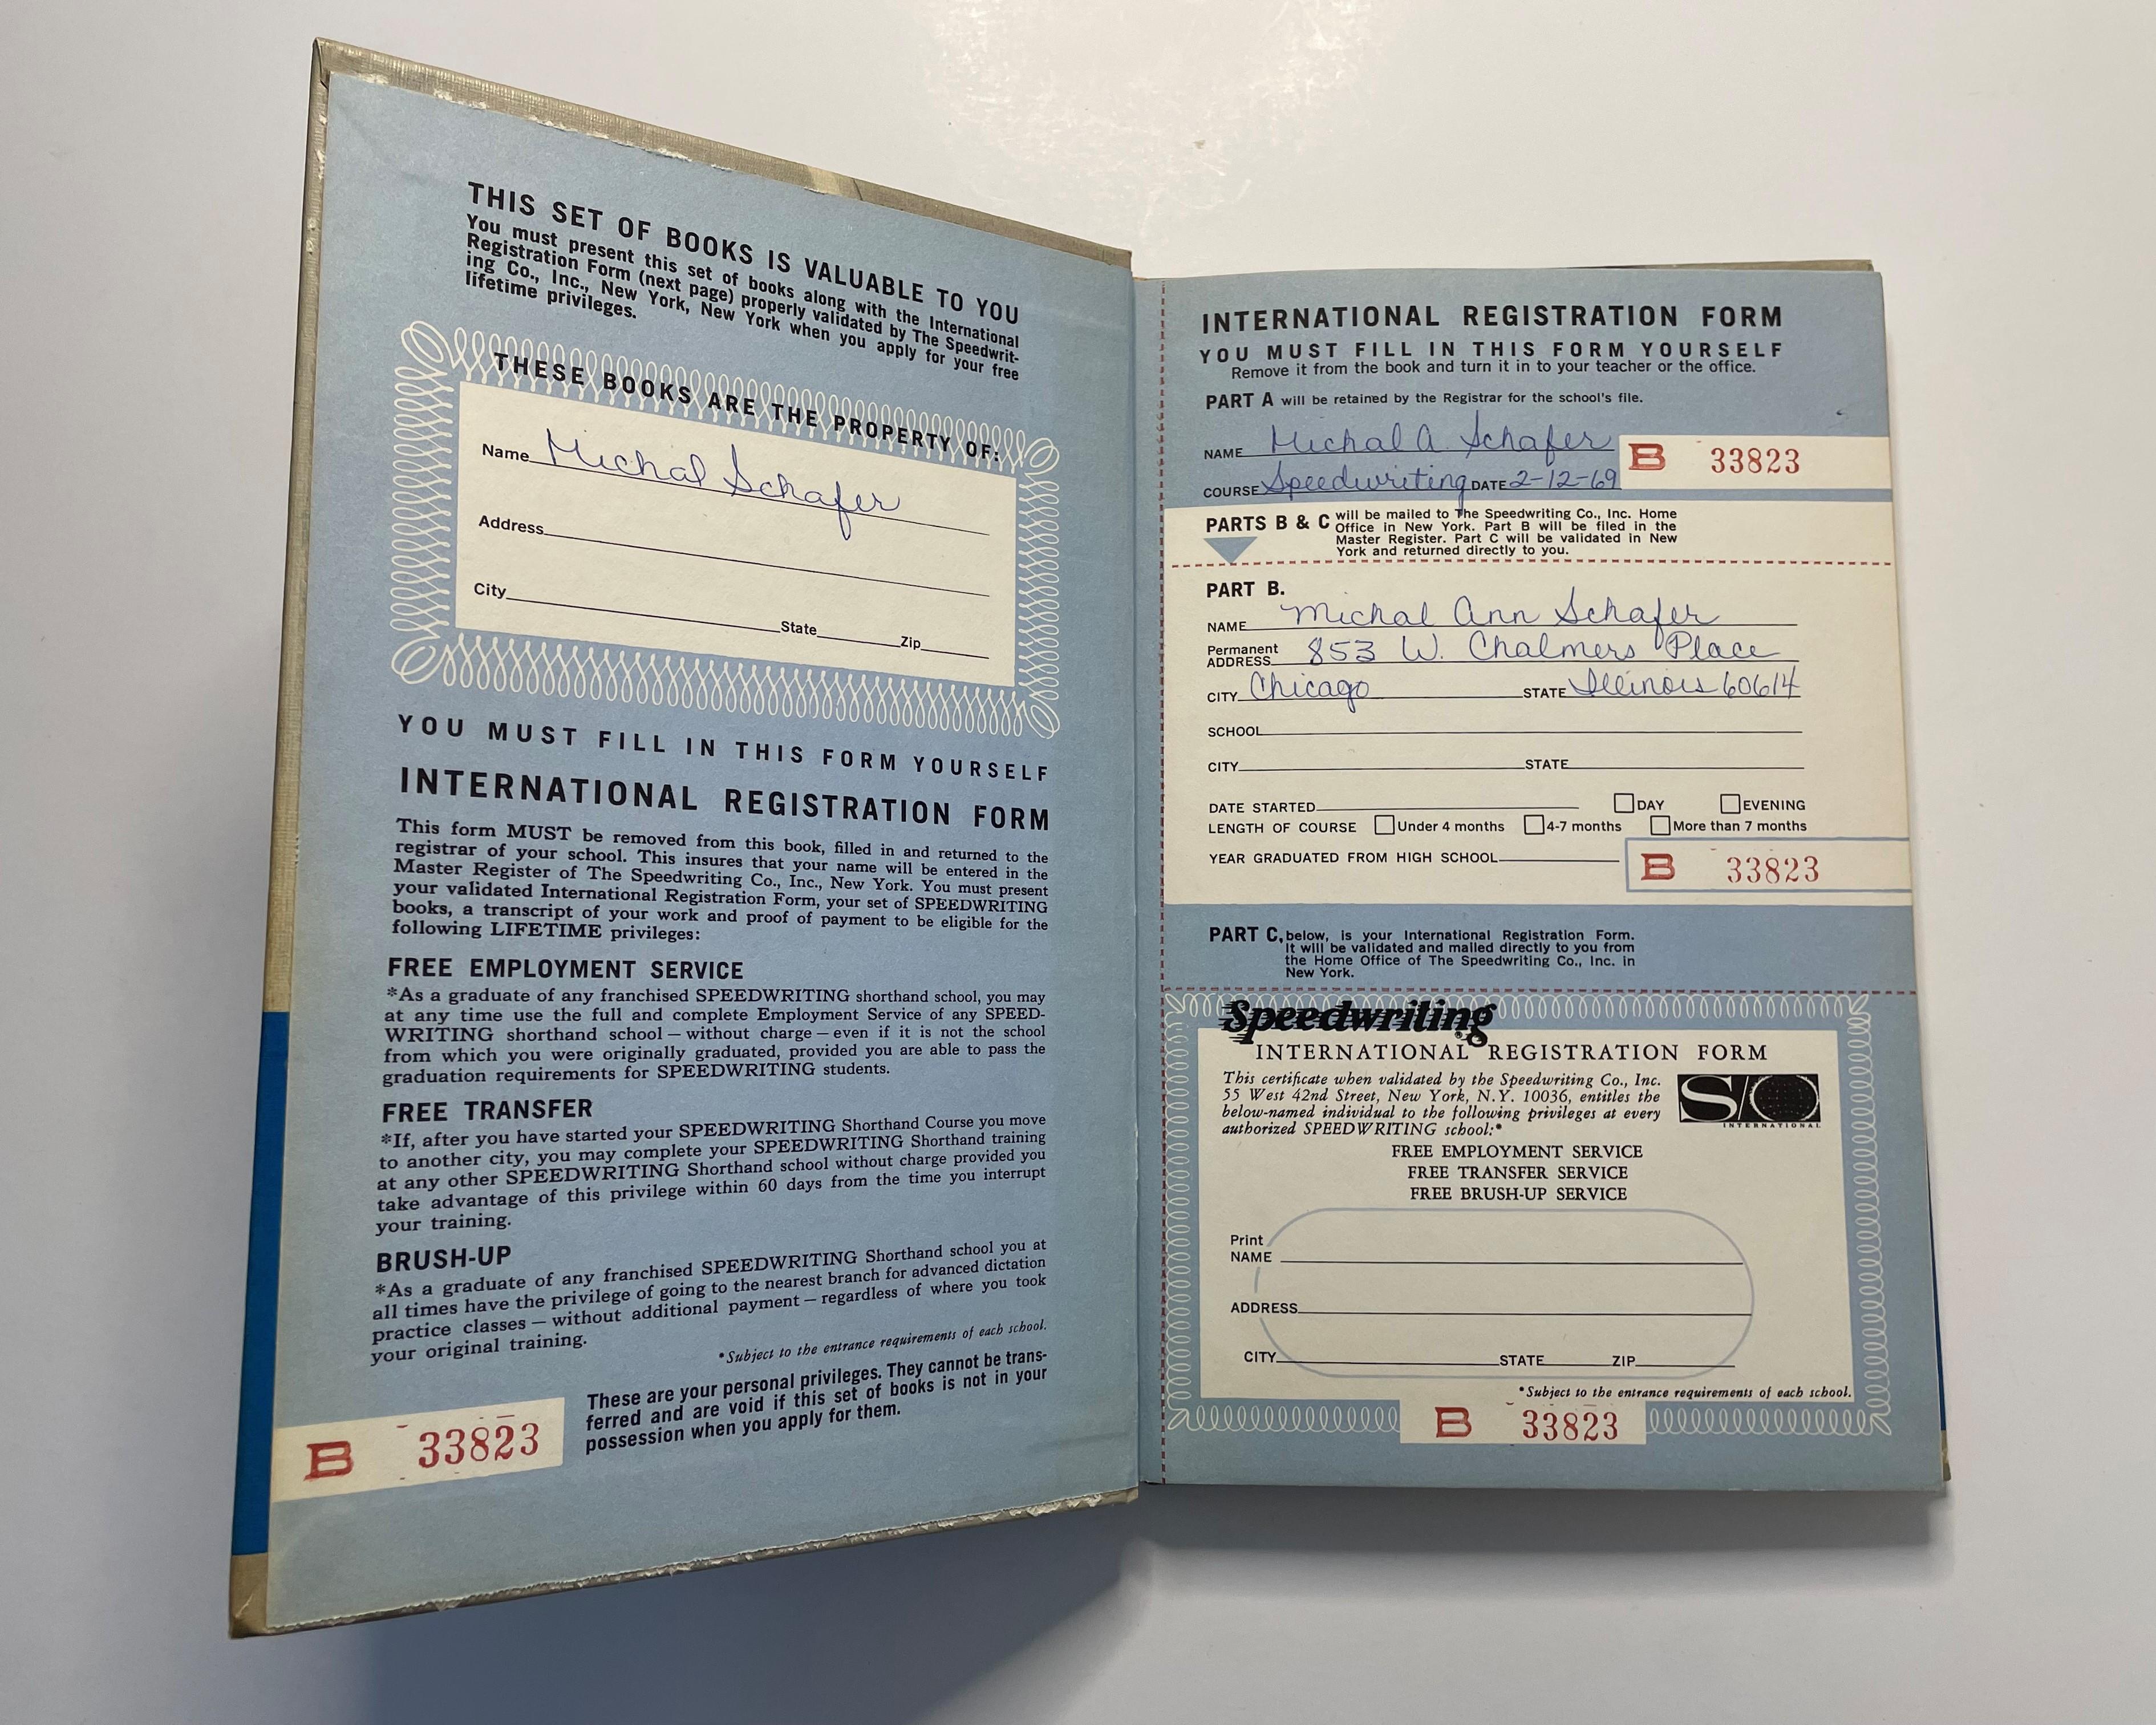 THIS SET OF BOOKS IS VALUABLE TO YOU
You must present this set of books along with the International
Registration Form (next page) properly validated by The Speedwrit-
ing Co., Inc., New York, New York when you apply for your free
lifetime privileges.
THESE BOOKS ARE THE PROPERTY OF:
Name Michal Schafer
Address
City State Zip
YOU MUST FILL IN THIS FORM YOURSELF
INTERNATIONAL REGISTRATION FORM
This form MUST be removed from this book, filled in and returned to the
registrar of your school. This insures that your name will be entered in the
Master Register of The Speedwriting Co., Inc., New York. You must present
your validated International Registration Form, your set of SPEEDWRITING
books, a transcript of your work and proof of payment to be eligible for the
following LIFETIME privileges:
FREE EMPLOYMENT SERVICE
*As a graduate of any franchised SPEEDWRITING shorthand school, you may
at any time use the full and complete Employment Service of any SPEED-
WRITING shorthand school — without charge — even if it is not the school
from which you were originally graduated, provided you are able to pass the
graduation requirements for SPEEDWRITING students.
FREE TRANSFER
*If, after you have started your SPEEDWRITING Shorthand Course you move
to another city, you may complete your SPEEDWRITING Shorthand training
at any other SPEEDWRITING Shorthand school without charge provided you
take advantage of this privilege within 60 days from the time you interrupt
your training.
BRUSH-UP
*As a graduate of any franchised SPEEDWRITING Shorthand school you at
all times have the privilege of going to the nearest branch for advanced dictation
practice classes — without additional payment — regardless of where you took
your original training.
*Subject to the entrance requirements of each school.
These are your personal privileges. They cannot be trans-
ferred and are void if this set of books is not in your
possession when you apply for them.
B 33823
INTERNATIONAL REGISTRATION FORM
YOU MUST FILL IN THIS FORM YOURSELF
Remove it from the book and turn it in to your teacher or the office.
PART A will be retained by the Registrar for the school's file.
NAME Michal A. Schafer
B 33823
COURSE Speedwriting DATE 2-12-69
PARTS B & C will be mailed to The Speedwriting Co., Inc. Home
Office in New York. Part B will be filed in the
Master Register. Part C will be validated in New
York and returned directly to you.
PART B.
NAME Michal Ann Schafer
Permanent
ADDRESS 853 W. Chalmers Place
CITY Chicago STATE Illinois 60614
SCHOOL
CITY STATE
DATE STARTED DAY EVENING
LENGTH OF COURSE Under 4 months 4-7 months More than 7 months
YEAR GRADUATED FROM HIGH SCHOOL
B 33823
PART C, below, is your International Registration Form.
It will be validated and mailed directly to you from
the Home Office of The Speedwriting Co., Inc. in
New York.
Speedwriting®
INTERNATIONAL REGISTRATION FORM
This certificate when validated by the Speedwriting Co., Inc.
55 West 42nd Street, New York, N.Y. 10036, entitles the
below-named individual to the following privileges at every
authorized SPEEDWRITING school:*
S/O
INTERNATIONAL
FREE EMPLOYMENT SERVICE
FREE TRANSFER SERVICE
FREE BRUSH-UP SERVICE
Print
NAME
ADDRESS
CITY STATE ZIP
*Subject to the entrance requirements of each school.
B 33823